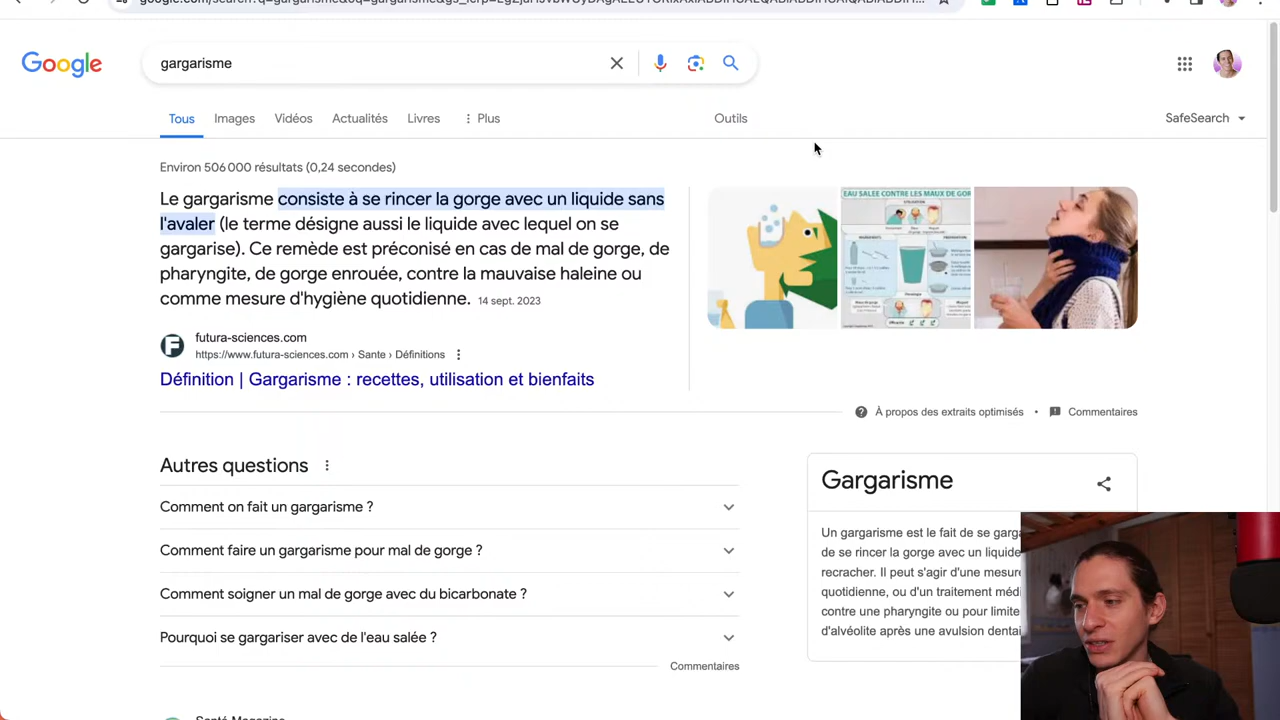 Google
gargarisme
Tous
Images
Vidéos
Actualités
Livres
Plus
Outils
SafeSearch
Environ 506 000 résultats (0,24 secondes)
Le gargarisme consiste à se rincer la gorge avec un liquide sans
l'avaler (le terme désigne aussi le liquide avec lequel on se
gargarise). Ce remède est préconisé en cas de mal de gorge, de
pharyngite, de gorge enrouée, contre la mauvaise haleine ou
comme mesure d'hygiène quotidienne. 14 sept. 2023
EAU SALEE CONTRE LES MAUX DE GOR
futura-sciences.com
https://www.futura-sciences.com › Sante › Définitions
Définition | Gargarisme : recettes, utilisation et bienfaits
À propos des extraits optimisés • Commentaires
Autres questions
Comment on fait un gargarisme ?
Comment faire un gargarisme pour mal de gorge ?
Comment soigner un mal de gorge avec du bicarbonate ?
Pourquoi se gargariser avec de l'eau salée ?
Commentaires
Gargarisme
Un gargarisme est le fait de se garga
de se rincer la gorge avec un liquide
recracher. Il peut s'agir d'une mesure
quotidienne, ou d'un traitement médi
contre une pharyngite ou pour limite
d'alvéolite après une avulsion dentai
Santé Magazine